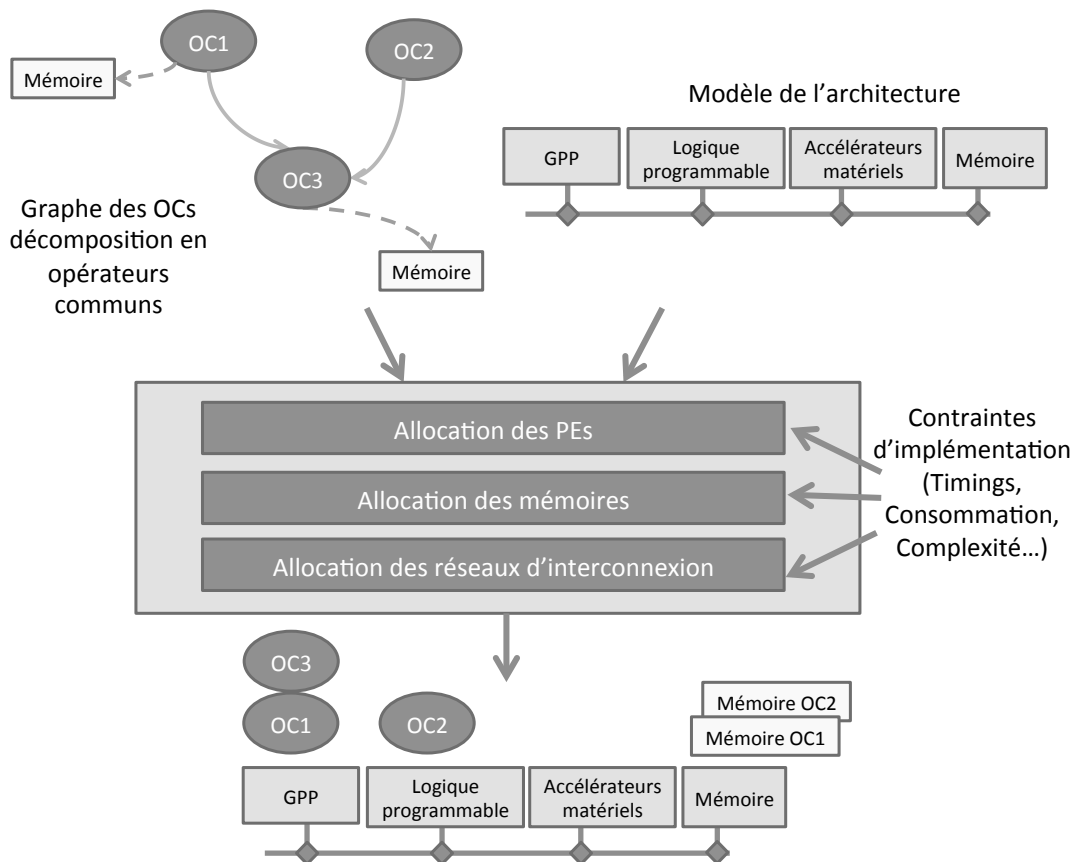 OC1
OC2
Mémoire
OC3
Mémoire
Graphe des OCs
décomposition en
opérateurs
communs
Modèle de l'architecture
GPP
Logique
programmable
Accélérateurs
matériels
Mémoire
Allocation des PEs
Allocation des mémoires
Allocation des réseaux d'interconnexion
Contraintes
d'implémentation
(Timings,
Consommation,
Complexité...)
OC3
OC1
OC2
Mémoire OC2
Mémoire OC1
GPP
Logique
programmable
Accélérateurs
matériels
Mémoire